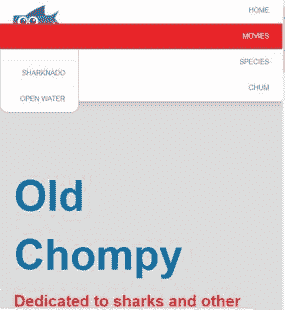 HOME
MOVIES
SHARKNADO
OPEN WATER
SPECIES
CHUM
Old
Chompy
Dedicated to sharks and other